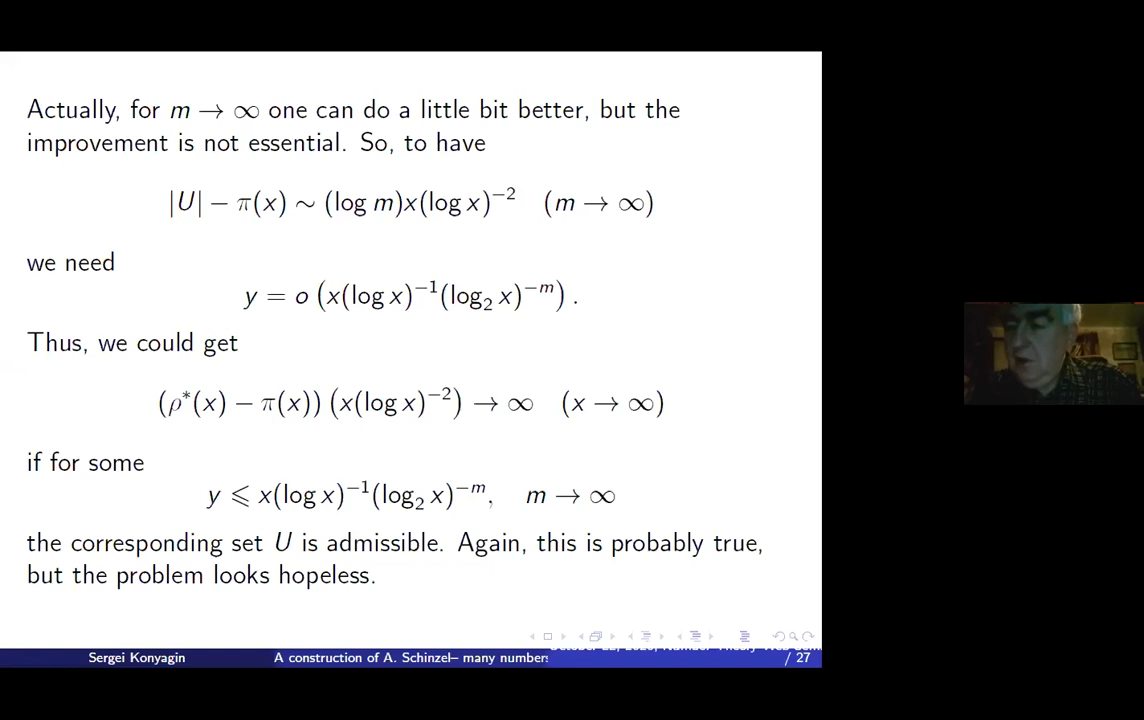 Actually, for m → ∞ one can do a little bit better, but the
improvement is not essential. So, to have
|U| − π(x) ∼ (log m)x(log x)⁻² (m → ∞)
we need
y = o (x(log x)⁻¹(log₂ x)⁻ᵐ) .
Thus, we could get
(ρ*(x) − π(x)) (x(log x)⁻²) → ∞ (x → ∞)
if for some
y ⩽ x(log x)⁻¹(log₂ x)⁻ᵐ, m → ∞
the corresponding set U is admissible. Again, this is probably true,
but the problem looks hopeless.
Sergei Konyagin
A construction of A. Schinzel– many numbers
/ 27